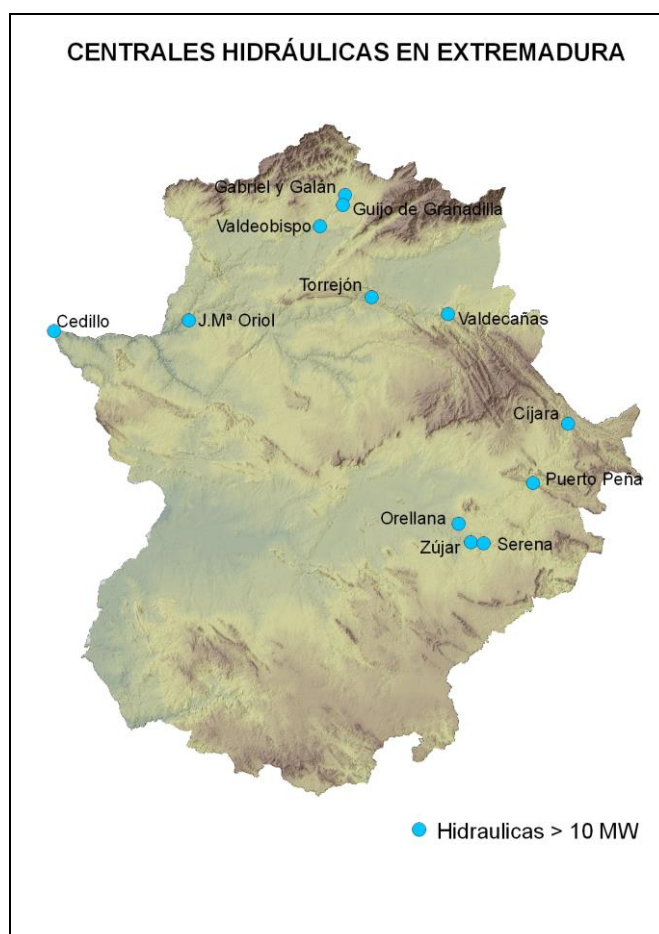 CENTRALES HIDRÁULICAS EN EXTREMADURA
Gabriel y Galán
Guijo de Granadilla
Valdeobispo
Torrejón
Cedillo
J.Mª Oriol
Valdecañas
Cíjara
Puerto Peña
Orellana
Zújar
Serena
Hidraulicas > 10 MW